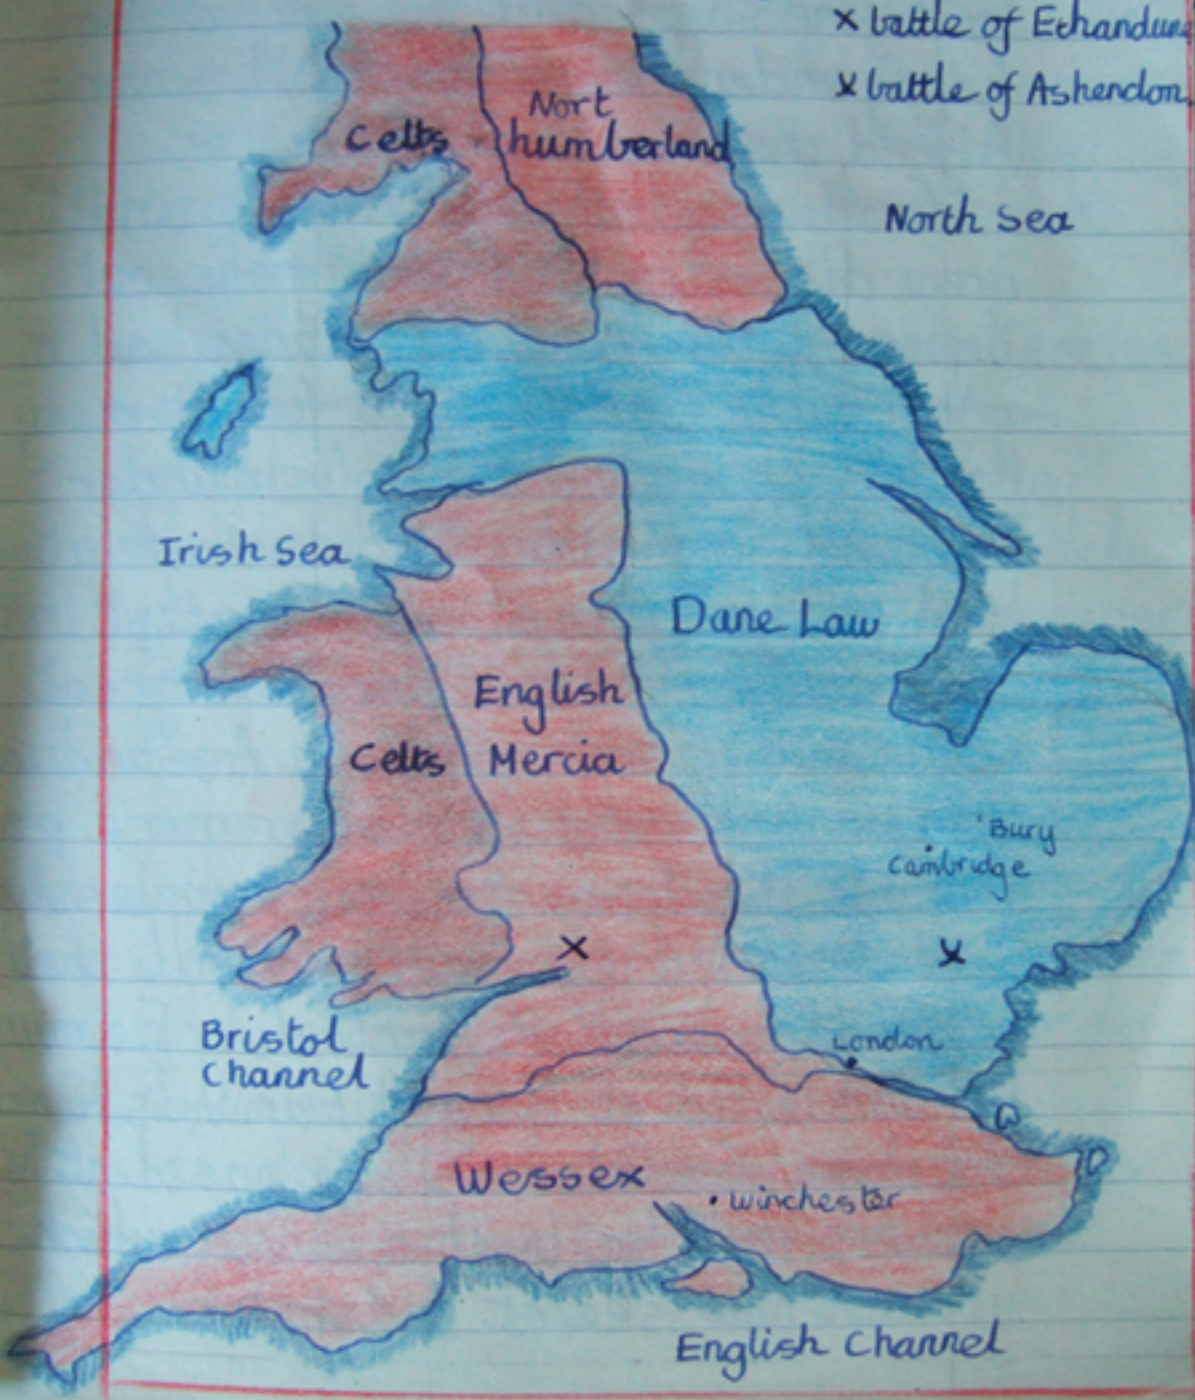 x battle of Ethandune
x battle of Ashendon
Nort
humberland
Celts
North Sea
Irish Sea
Dane Law
English
Mercia
Celts
Bury
Cambridge
x
x
Bristol
Channel
London
Wessex
Winchester
English Channel